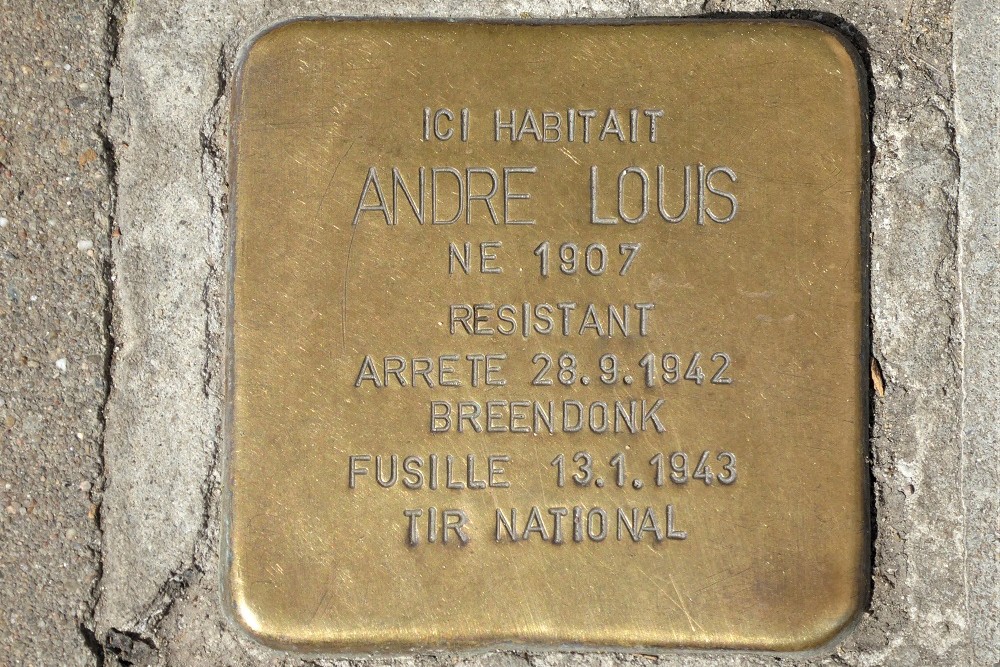 ICI HABITAIT
ANDRE LOUIS
NE 1907
RESISTANT
ARRETE 28.9.1942
BREENDONK
FUSILLE 13.1.1943
TIR NATIONAL